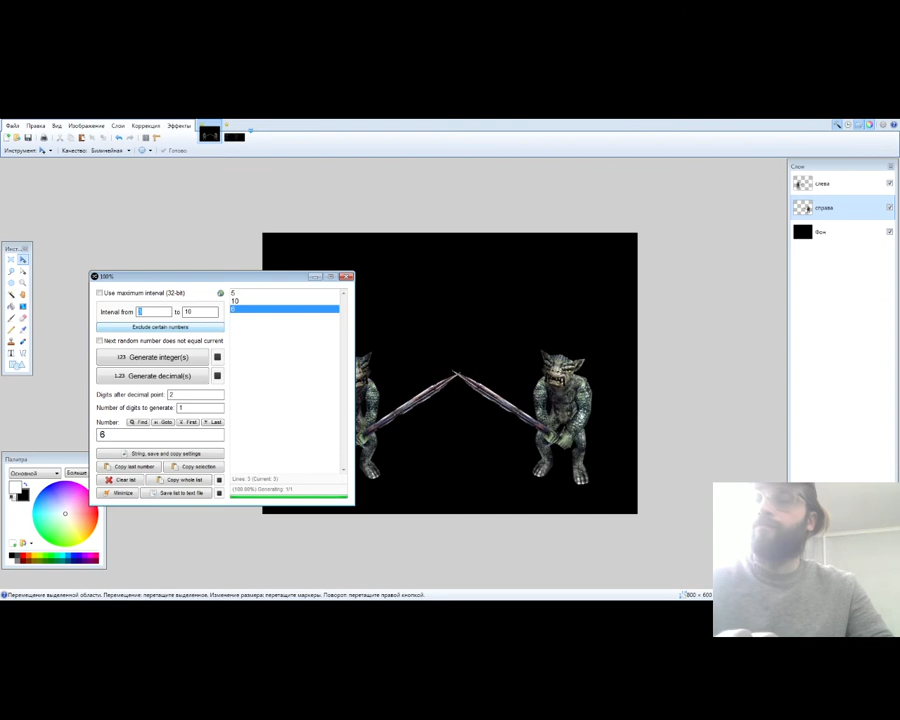 Файл Правка Вид Изображение Слои Коррекция Эффекты
Инструмент: Качество: Билинейная Готово
Слои
слева
справа
Фон
Инст...
100%
Use maximum interval (32-bit)
Interval from to 10
Exclude certain numbers
Next random number does not equal current
123 Generate integer(s)
1.23 Generate decimal(s)
Digits after decimal point: 2
Number of digits to generate: 1
Number: Find Goto First Last
6
String, save and copy settings
Copy last number Copy selection
Clear list Copy whole list
Minimize Save list to text file
10
6
Lines: 3 (Current: 3)
(100.00%) Generating: 1/1
Палитра
Основной Больше
Перемещение выделенной области. Перемещение: перетащите выделенное. Изменение размера: перетащите маркеры. Поворот: перетащите правой кнопкой.
800 x 600